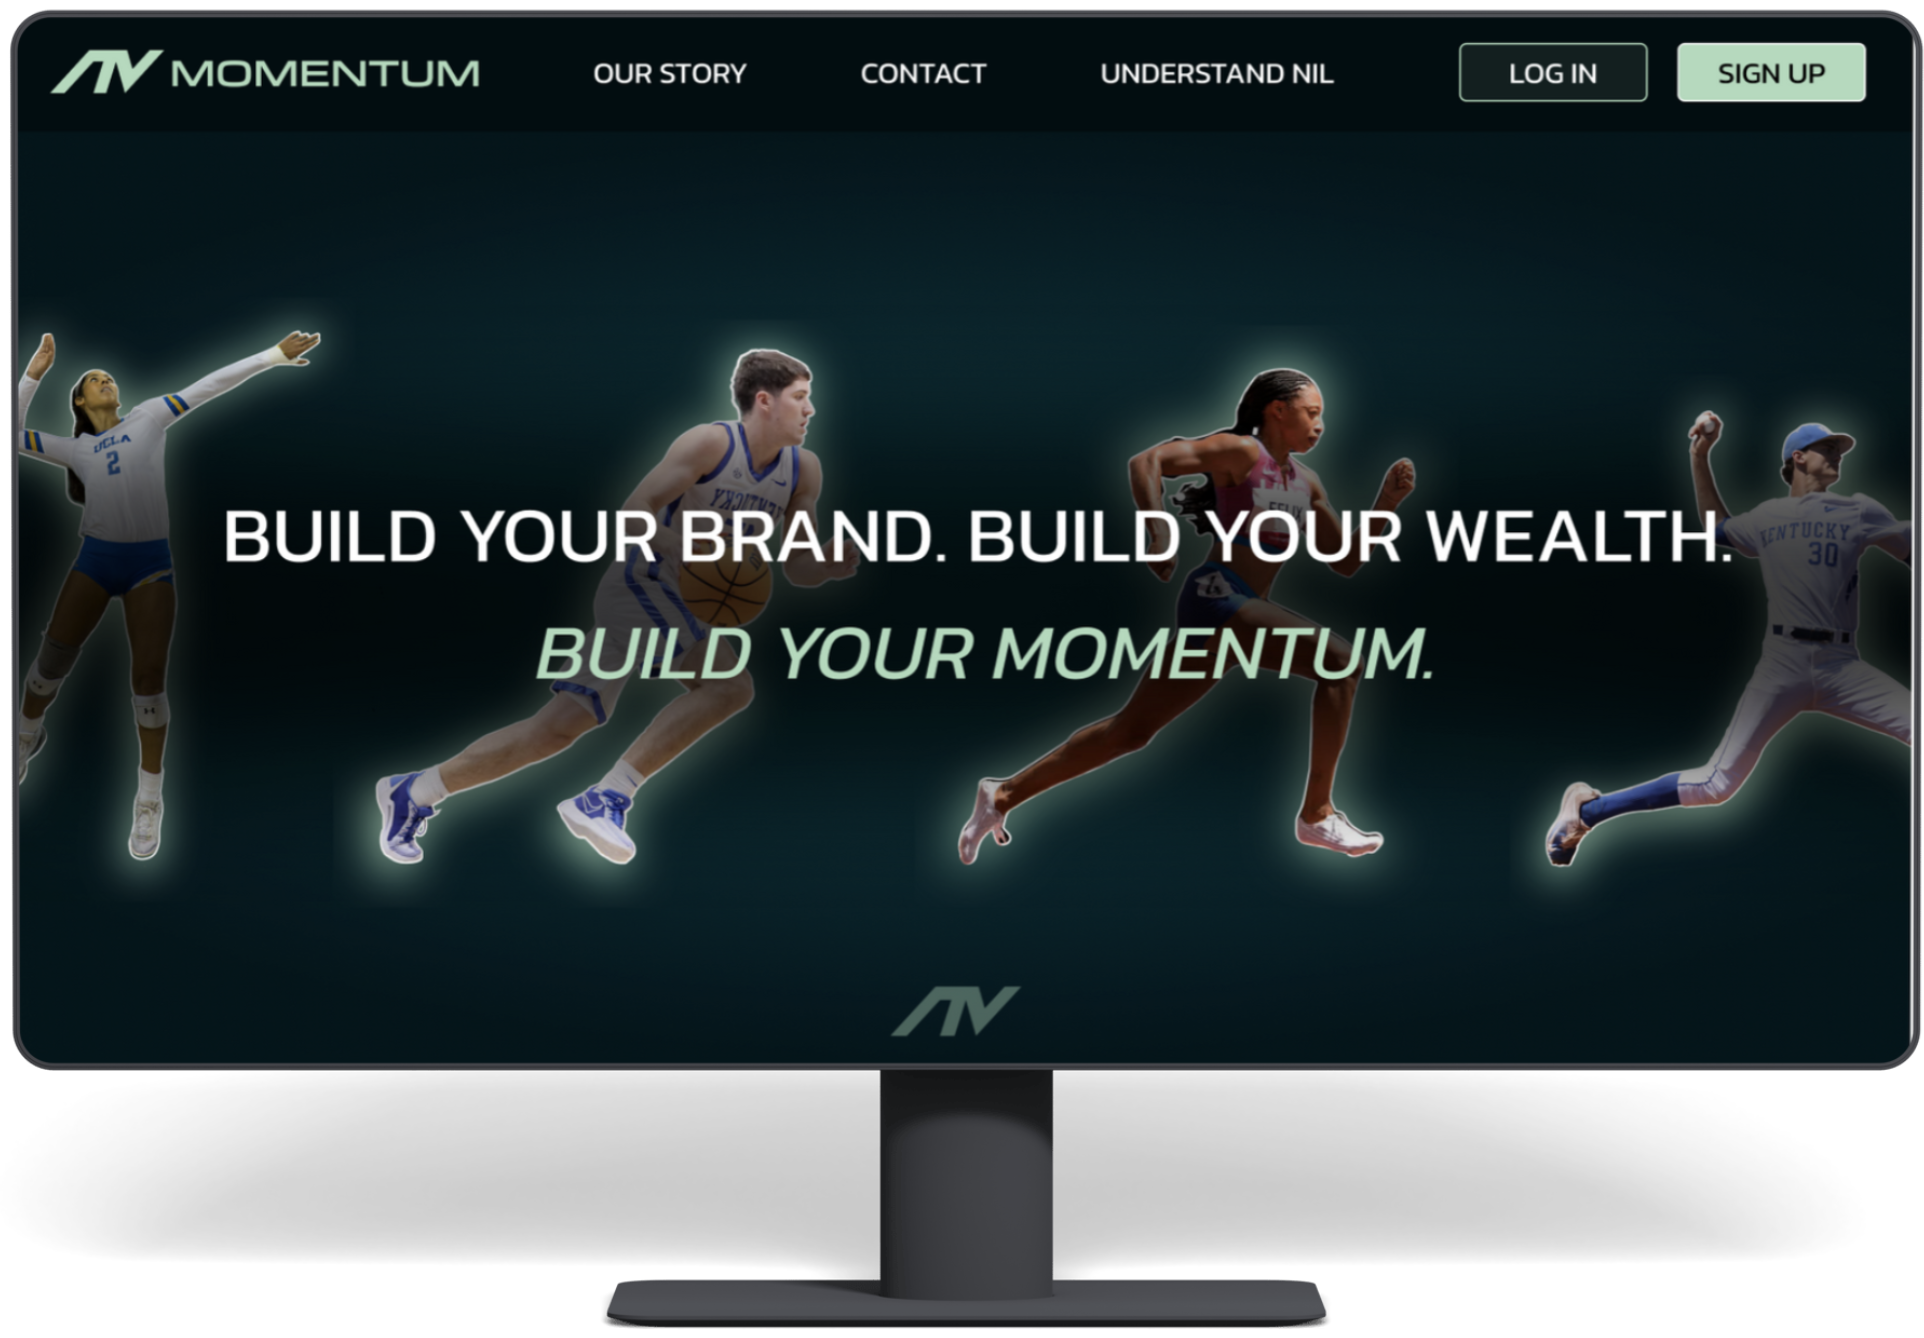 MOMENTUM
OUR STORY
CONTACT
UNDERSTAND NIL
LOG IN
SIGN UP
UCLA
2
KENTUCKY
30
FELIX
BUILD YOUR BRAND. BUILD YOUR WEALTH.
BUILD YOUR MOMENTUM.